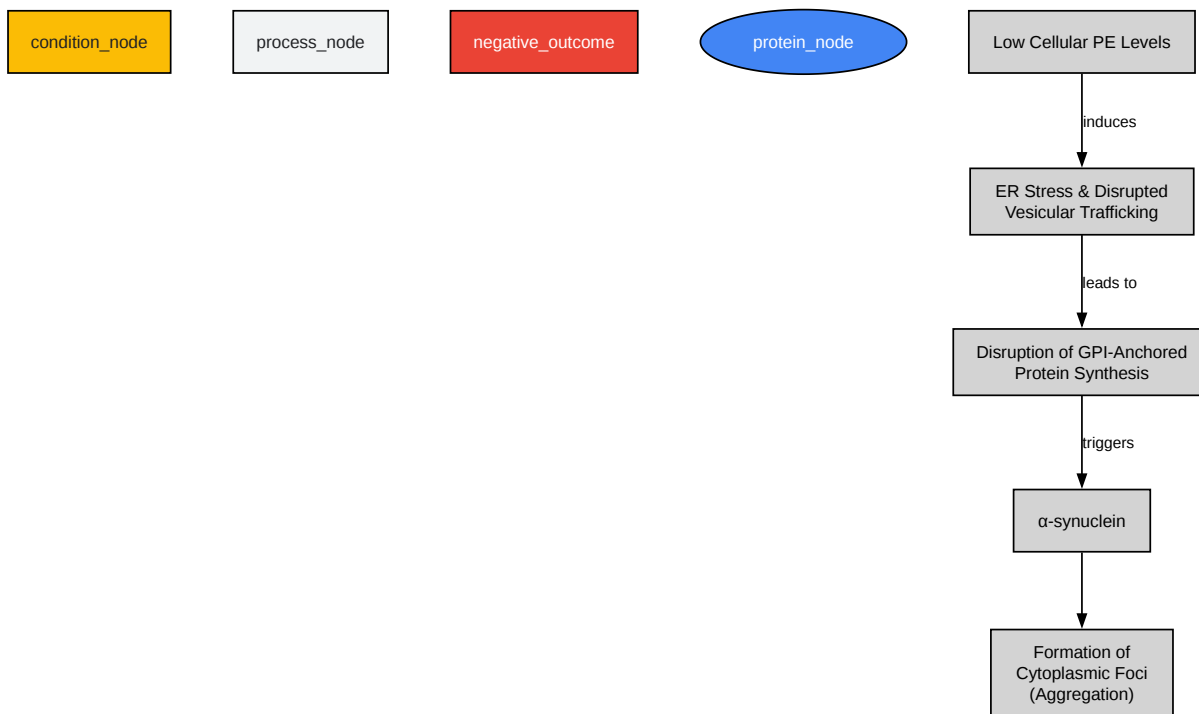 condition_node
process_node
negative_outcome
protein_node
Low Cellular PE Levels
induces
ER Stress & Disrupted
Vesicular Trafficking
leads to
Disruption of GPI-Anchored
Protein Synthesis
triggers
α-synuclein
Formation of
Cytoplasmic Foci
(Aggregation)